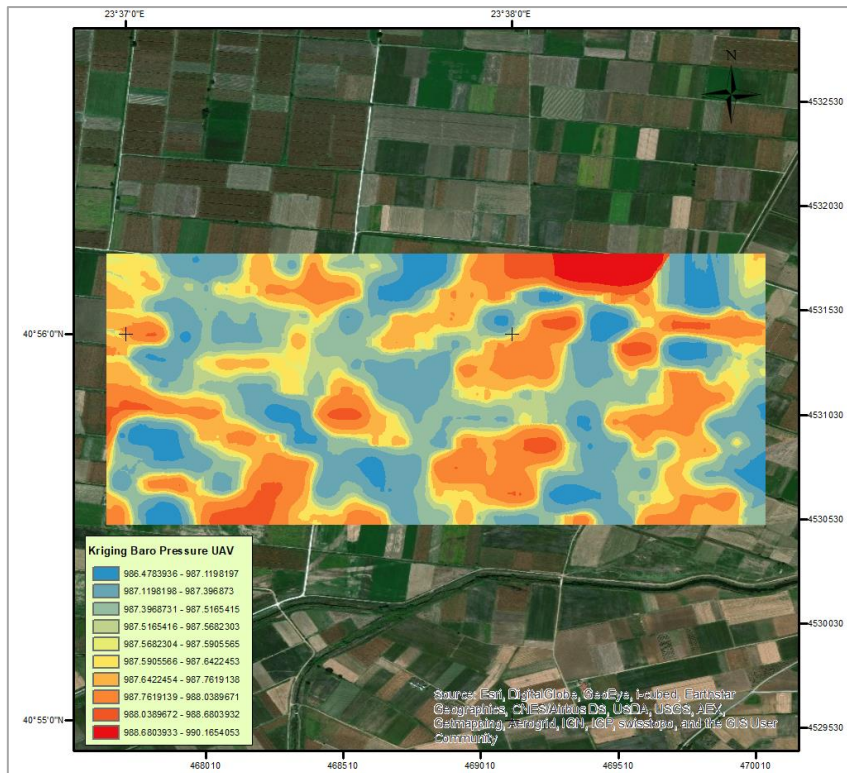 23°37'0"E
23°38'0"E
N
4532530
4532030
4531530
40°56'0"N
4531030
4530530
Kriging Baro Pressure UAV
986.4783936 - 987.1198197
987.1198198 - 987.396873
987.3968731 - 987.5165415
987.5165416 - 987.5682303
987.5682304 - 987.5905565
987.5905566 - 987.6422453
987.6422454 - 987.7619138
987.7619139 - 988.0389671
988.0389672 - 988.6803932
988.6803933 - 990.1654053
4530030
Source: Esri, DigitalGlobe, GeoEye, i-cubed, Earthstar
Geographics, CNES/Airbus DS, USDA, USGS, AEX,
Getmapping, Aerogrid, IGN, IGP, swisstopo, and the GIS User
Community
40°55'0"N
4529530
468010
468510
469010
469510
470010